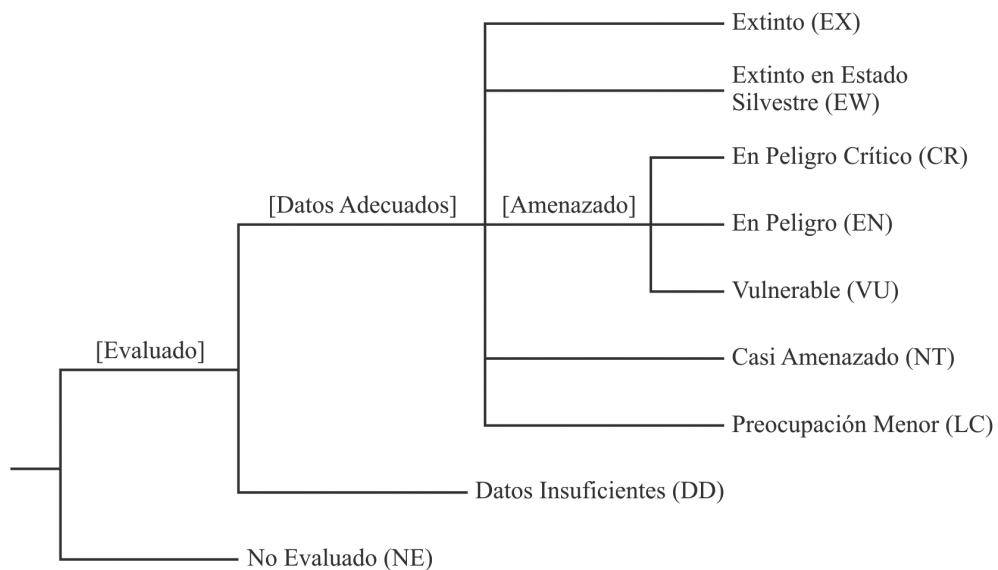 Extinto (EX)
Extinto en Estado
Silvestre (EW)
En Peligro Crítico (CR)
[Datos Adecuados]
[Amenazado]
En Peligro (EN)
Vulnerable (VU)
[Evaluado]
Casi Amenazado (NT)
Preocupación Menor (LC)
Datos Insuficientes (DD)
No Evaluado (NE)